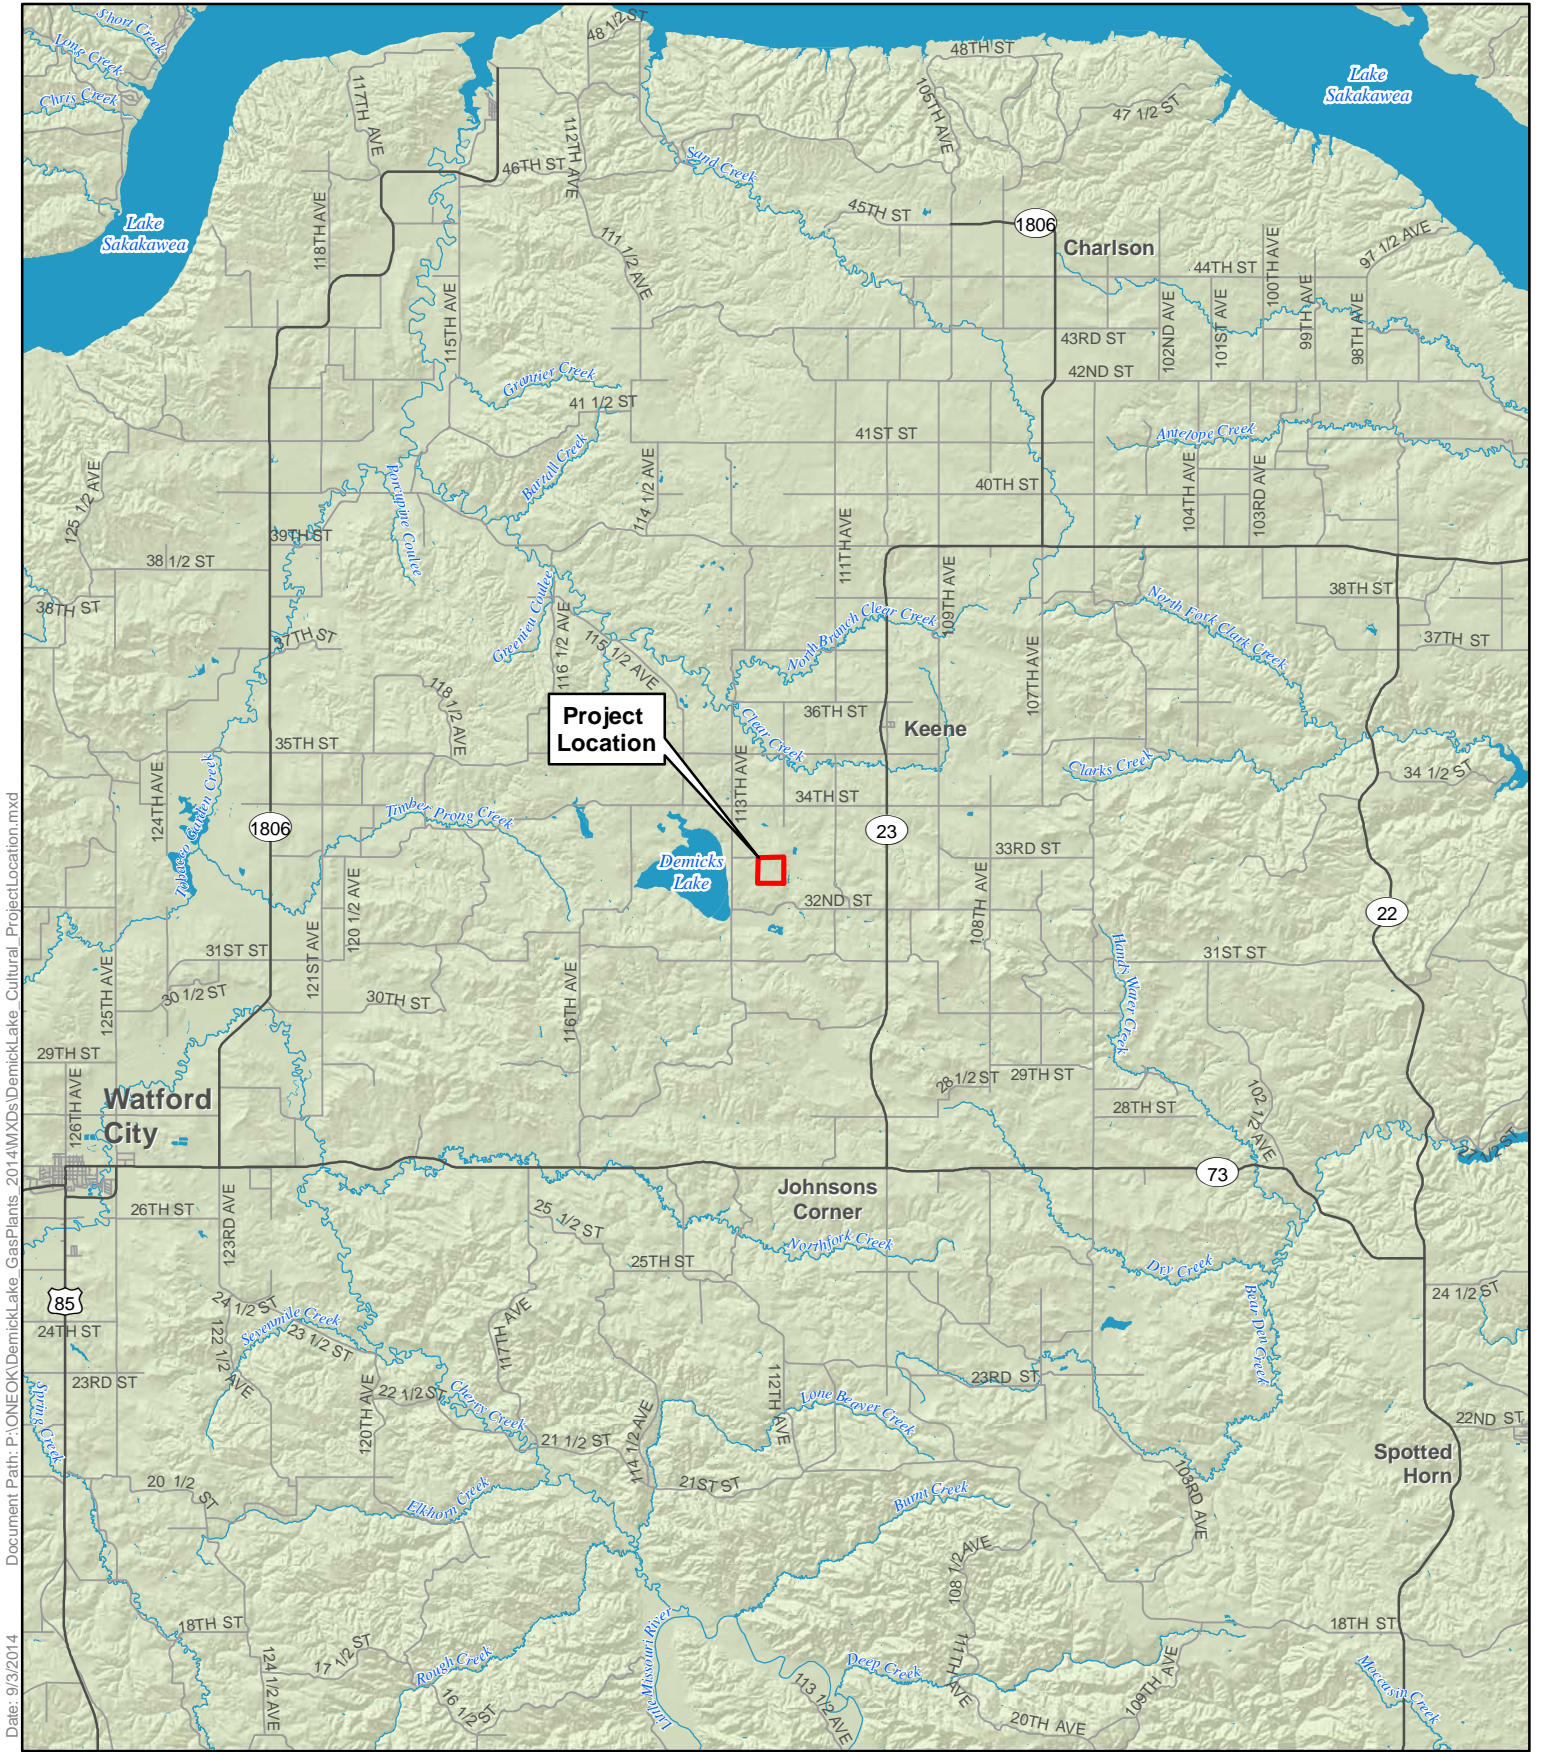 Short Creek
Long Creek
Chris Creek
48 1/2 ST
48TH ST
Lake
Sakakawea
117TH AVE
112TH AVE
105TH AVE
47 1/2 ST
46TH ST
Sand Creek
118TH AVE
45TH ST
1806
Charlson
Lake
Sakakawea
111 1/2 AVE
44TH ST
100TH AVE
97 1/2 AVE
115TH AVE
43RD ST
102ND AVE
101ST AVE
99TH AVE
98TH AVE
42ND ST
Grantier Creek
41 1/2 ST
41ST ST
Antelope Creek
Bartall Creek
125 1/2 AVE
Porcupine Coulee
114 1/2 AVE
40TH ST
104TH AVE
103RD AVE
39TH ST
38 1/2 ST
111TH AVE
109TH AVE
38TH ST
38TH ST
Greenieu Coulee
116 1/2 AVE
115 1/2 AVE
North Branch Clear Creek
North Fork Clark Creek
37TH ST
37TH ST
107TH AVE
118 1/2 AVE
Project
Location
36TH ST
Clear Creek
Keene
35TH ST
113TH AVE
Clarks Creek
34 1/2 ST
124TH AVE
Tobacco Garden Creek
Timber Prong Creek
34TH ST
1806
23
33RD ST
Demicks
Lake
120 1/2 AVE
32ND ST
108TH AVE
22
31ST ST
121ST AVE
31ST ST
Hands Water Creek
125TH AVE
30 1/2 ST
30TH ST
116TH AVE
29TH ST
126TH AVE
28 1/2 ST
29TH ST
28TH ST
102 1/2 AVE
Watford
City
27 1/2 ST
73
Johnsons
Corner
26TH ST
123RD AVE
25 1/2 ST
Northfork Creek
25TH ST
Dry Creek
85
24 1/2 ST
24 1/2 ST
Sevenmile Creek
23 1/2 ST
24TH ST
122 1/2 AVE
117TH AVE
Bear Den Creek
23RD ST
112TH AVE
23RD ST
Spring Creek
120TH AVE
22 1/2 ST
Cherry Creek
Lone Beaver Creek
22ND ST
21 1/2 ST
114 1/2 AVE
Spotted
Horn
20 1/2 ST
21ST ST
103RD AVE
Elkhorn Creek
Burnt Creek
108 1/2 AVE
18TH ST
18TH ST
124 1/2 AVE
17 1/2 ST
Rough Creek
16 1/2 ST
Little Missouri River
113 1/2 AVE
Deep Creek
111TH AVE
109TH AVE
20TH AVE
Moccasin Creek
Date: 9/3/2014 Document Path: P:\ONEOK\DemickLake_GasPlants_2014\MXDs\DemickLake_Cultural_ProjectLocation.mxd